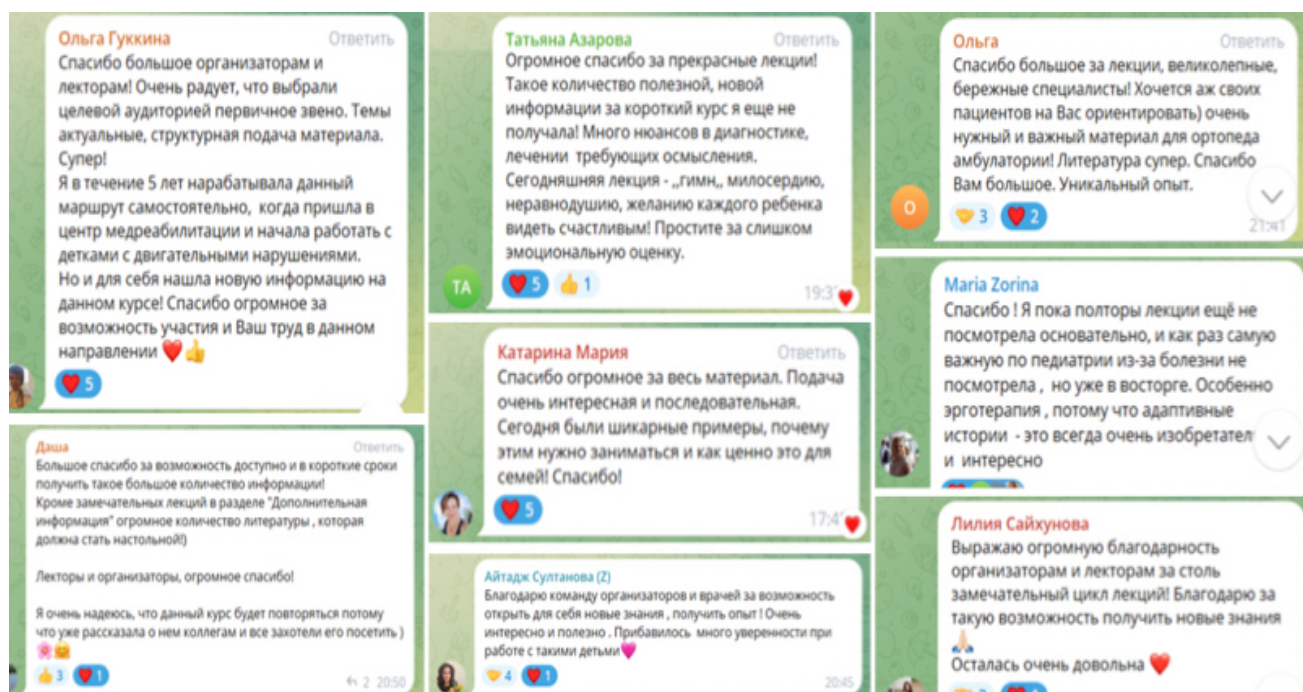 Ольга Гуккина Ответить
Спасибо большое организаторам и
лекторам! Очень радует, что выбрали
целевой аудиторией первичное звено. Темы
актуальные, структурная подача материала.
Супер!
Я в течение 5 лет нарабатывала данный
маршрут самостоятельно, когда пришла в
центр медреабилитации и начала работать с
детками с двигательными нарушениями.
Но и для себя нашла новую информацию на
данном курсе! Спасибо огромное за
возможность участия и Ваш труд в данном
направлении ❤️👍
❤️ 5
Даша Ответить
Большое спасибо за возможность доступно и в короткие сроки
получить такое большое количество информации!
Кроме замечательных лекций в разделе "Дополнительная
информация" огромное количество литературы , которая
должна стать настольной!)
Лекторы и организаторы, огромное спасибо!
Я очень надеюсь, что данный курс будет повторяться потому
что уже рассказала о нем коллегам и все захотели его посетить )
🌸🤗
👍 3 ❤️ 1
2 20:50
Татьяна Азарова Ответить
Огромное спасибо за прекрасные лекции!
Такое количество полезной, новой
информации за короткий курс я еще не
получала! Много нюансов в диагностике,
лечении требующих осмысления.
Сегодняшняя лекция - ,,гимн,, милосердию,
неравнодушию, желанию каждого ребенка
видеть счастливым! Простите за слишком
эмоциональную оценку.
ТА
❤️ 5 👍 1
19:3
Катарина Мария Ответить
Спасибо огромное за весь материал. Подача
очень интересная и последовательная.
Сегодня были шикарные примеры, почему
этим нужно заниматься и как ценно это для
семей! Спасибо!
❤️ 5
17:4
Айтадж Султанова (Z)
Благодарю команду организаторов и врачей за возможность
открыть для себя новые знания , получить опыт ! Очень
интересно и полезно . Прибавилось много уверенности при
работе с такими детьми💗
🤝 4 ❤️ 1
20:45
Ольга Ответить
Спасибо большое за лекции, великолепные,
бережные специалисты! Хочется аж своих
пациентов на Вас ориентировать) очень
нужный и важный материал для ортопеда
амбулатории! Литература супер. Спасибо
Вам большое. Уникальный опыт.
О
🤝 3 ❤️ 2
21:41
Maria Zorina
Спасибо ! Я пока полторы лекции ещё не
посмотрела основательно, и как раз самую
важную по педиатрии из-за болезни не
посмотрела , но уже в восторге. Особенно
эрготерапия , потому что адаптивные
истории - это всегда очень изобретател
и интересно
Лилия Сайхунова
Выражаю огромную благодарность
организаторам и лекторам за столь
замечательный цикл лекций! Благодарю за
такую возможность получить новые знания
🙏🏻
Осталась очень довольна ❤️